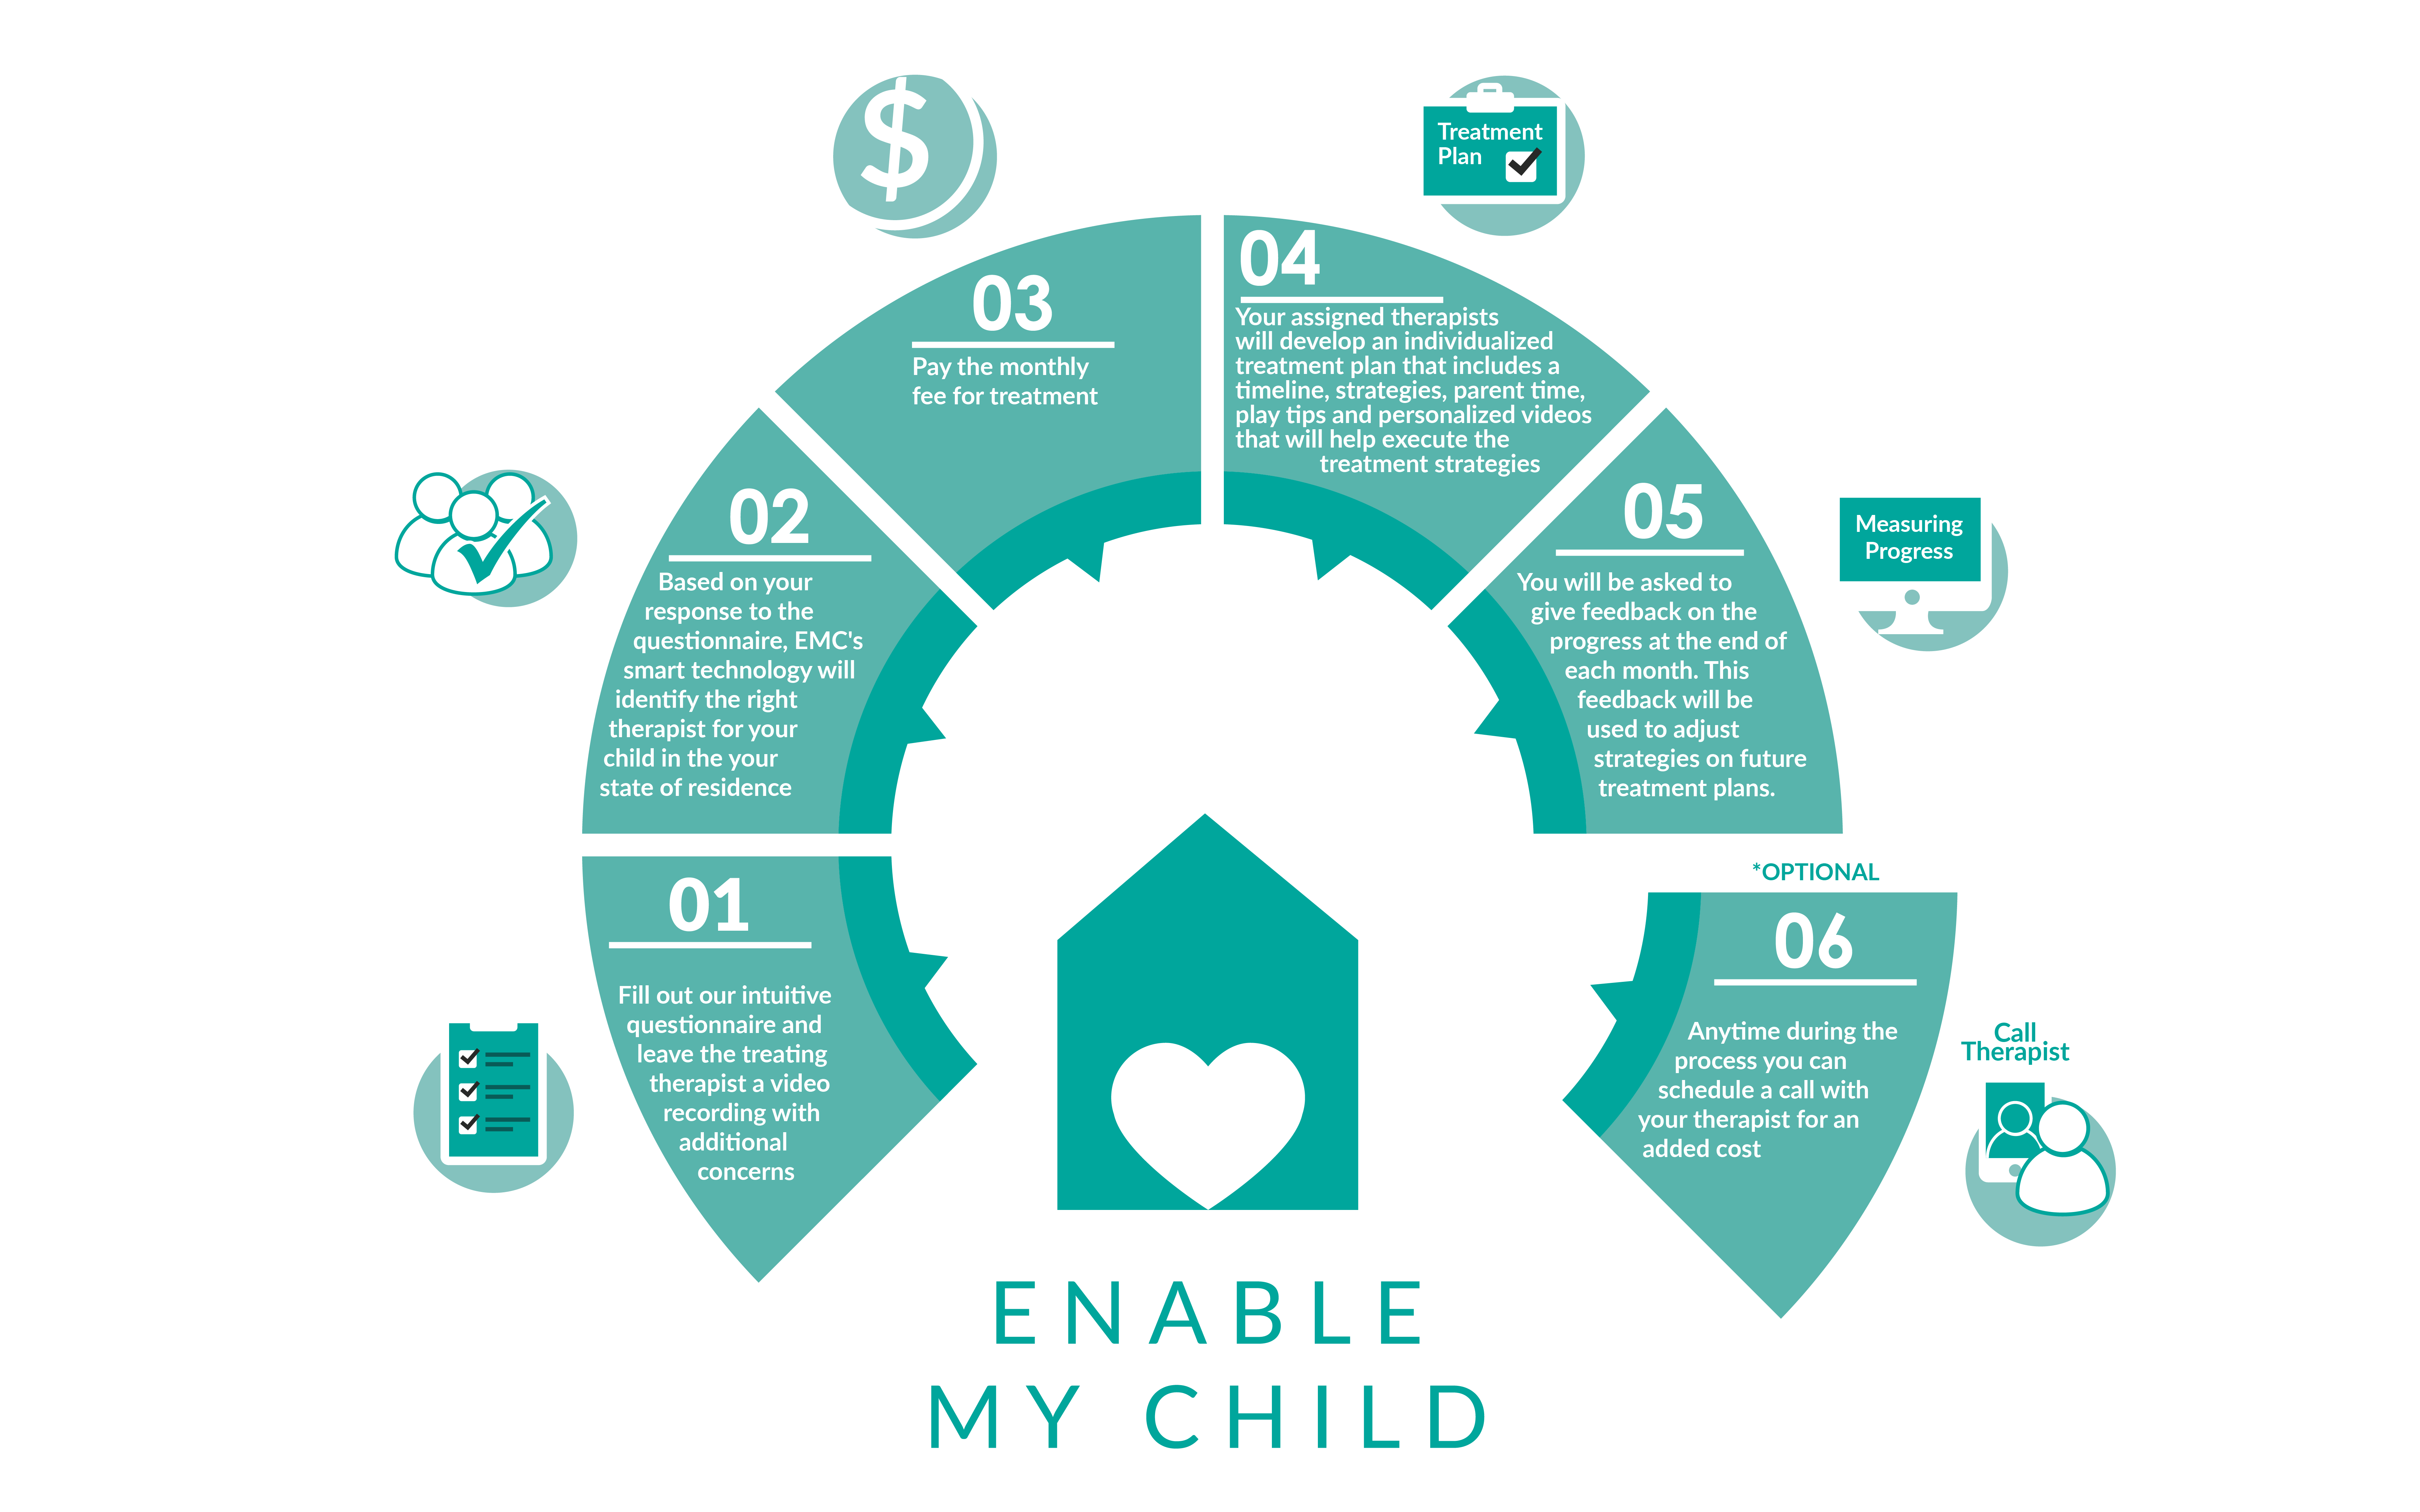 01
Fill out our intuitive
questionnaire and
leave the treating
therapist a video
recording with
additional
concerns
02
Based on your
response to the
questionnaire, EMC's
smart technology will
identify the right
therapist for your
child in the your
state of residence
$
03
Pay the monthly
fee for treatment
Treatment
Plan
04
Your assigned therapists
will develop an individualized
treatment plan that includes a
timeline, strategies, parent time,
play tips and personalized videos
that will help execute the
treatment strategies
Measuring
Progress
05
You will be asked to
give feedback on the
progress at the end of
each month. This
feedback will be
used to adjust
strategies on future
treatment plans.
*OPTIONAL
06
Anytime during the
process you can
schedule a call with
your therapist for an
added cost
Call
Therapist
ENABLE
MY CHILD